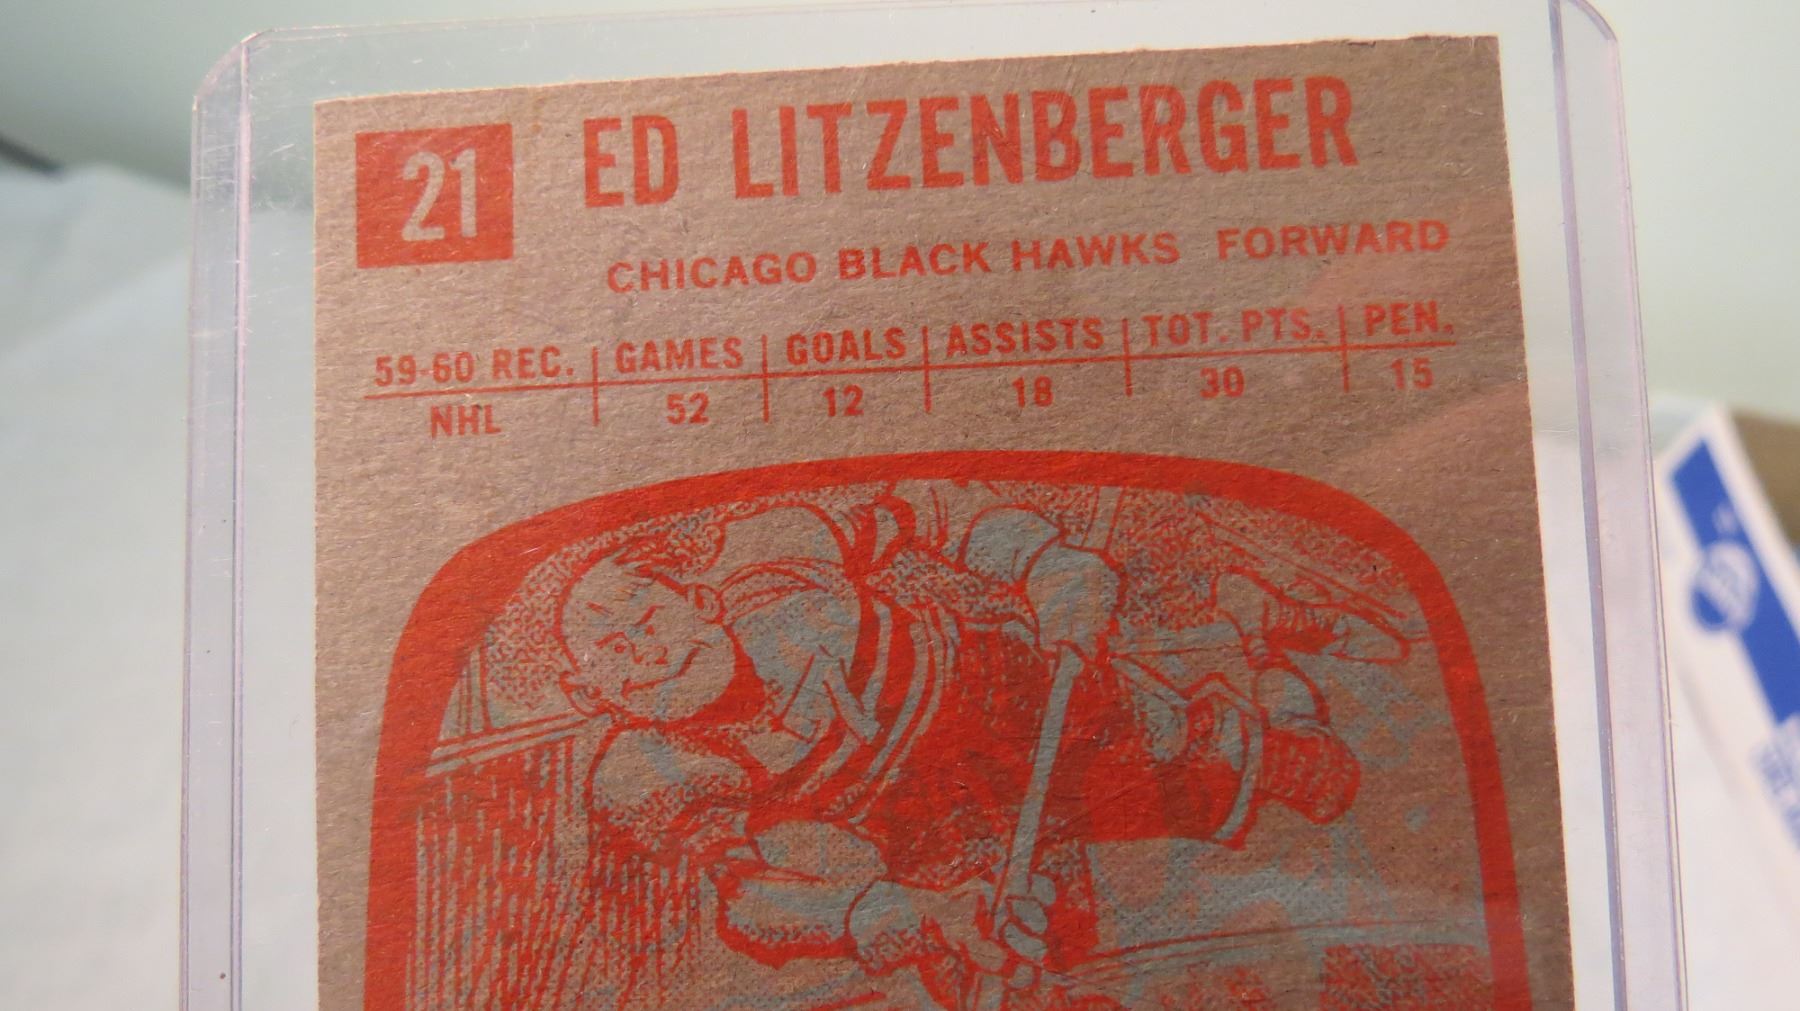 21
ED LITZENBERGER
CHICAGO BLACK HAWKS FORWARD
59-60 REC. GAMES GOALS ASSISTS TOT. PTS. PEN.
NHL 52 12 18 30 15